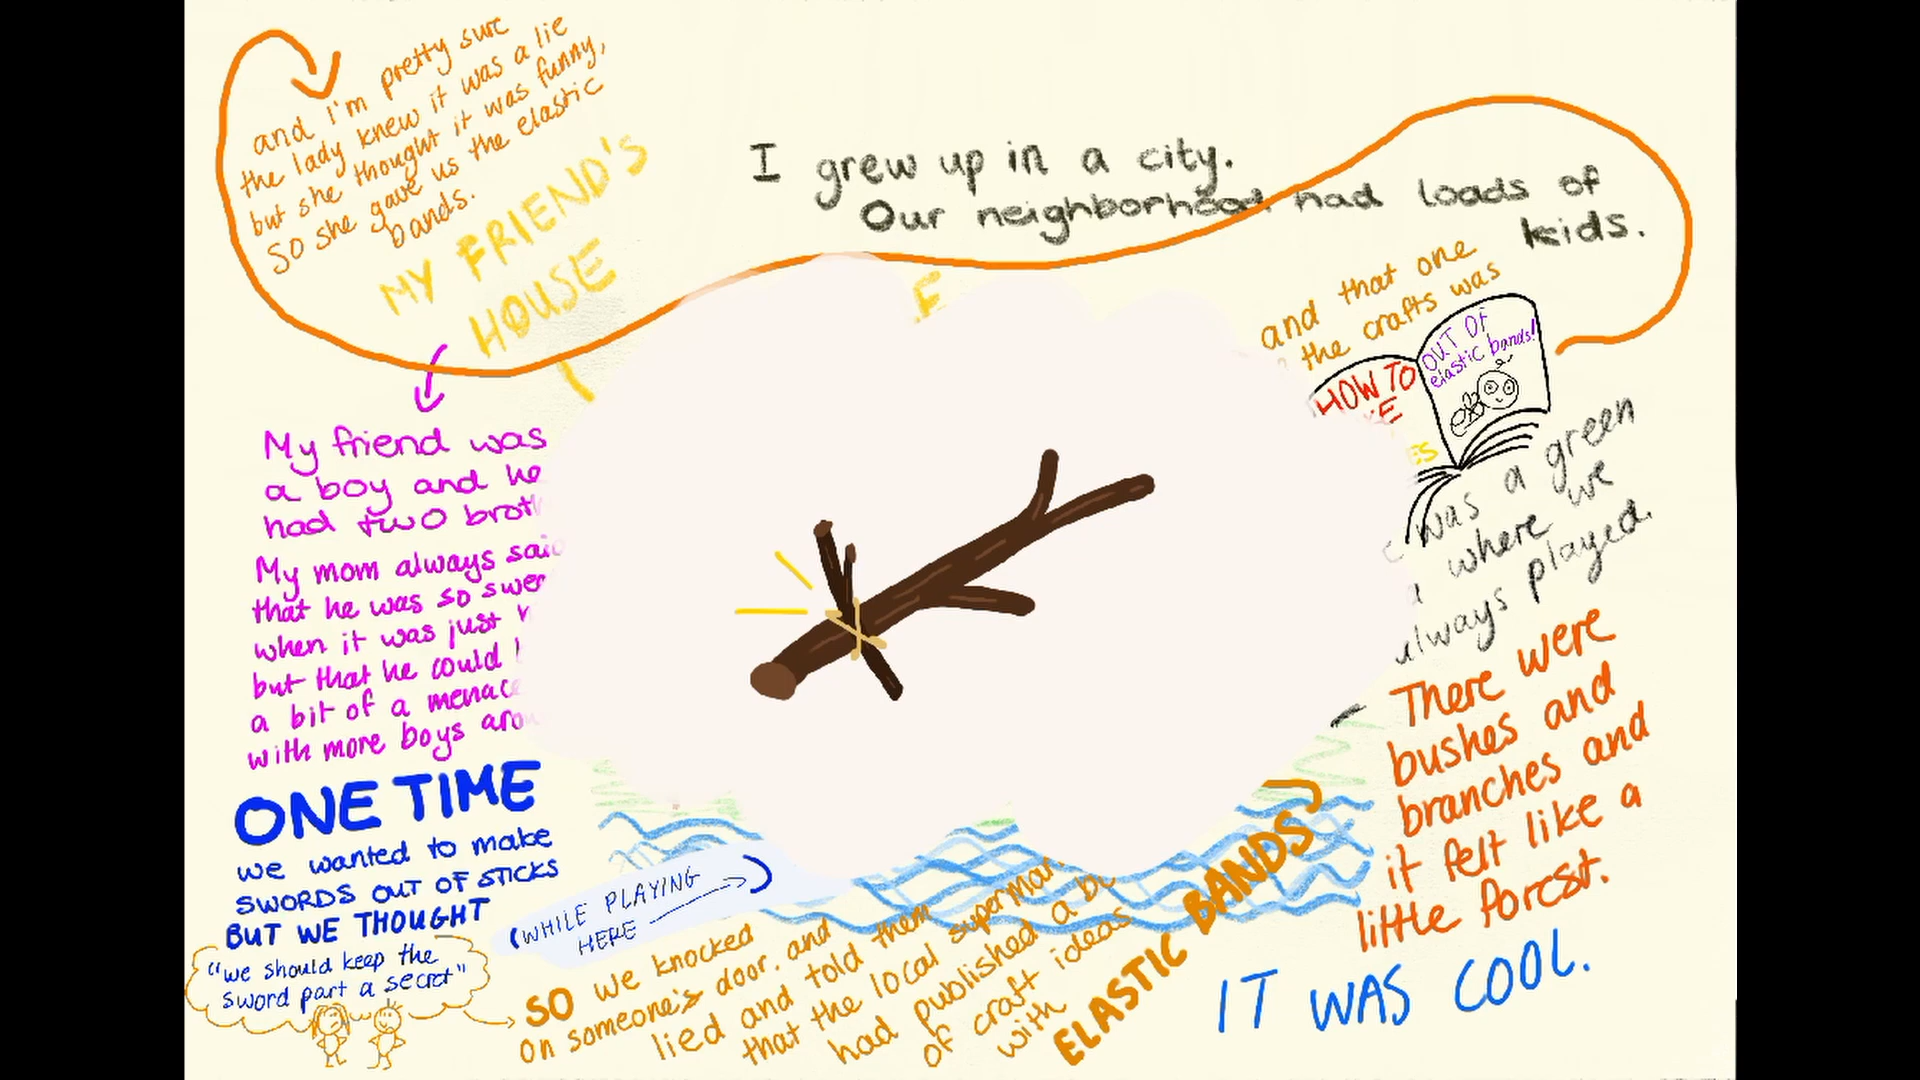 I grew up in a city.
Our neighborhood had loads of
kids.
was a green
where we
always played.
There were
bushes and
branches and
it felt like a
little forest.
IT WAS COOL.
MY FRIEND'S
HOUSE
My friend was
a boy and he
had two
My mom always said
that he was so
when it was just
but that he could
a bit of a menace
with more boys
ONE TIME
we wanted to make
SWORDS OUT OF STICKS
BUT WE THOUGHT
"we should keep the
sword part a secret"
(WHILE PLAYING
HERE )
SO we knocked
on someone's door, and
lied and told them
that the local
had published a
of craft ideas
with
ELASTIC BANDS
and that one
the crafts was
HOW TO
OUT OF
elastic bands!
and I'm pretty sure
the lady knew it was a lie
but she thought it was funny,
so she gave us the elastic
bands.